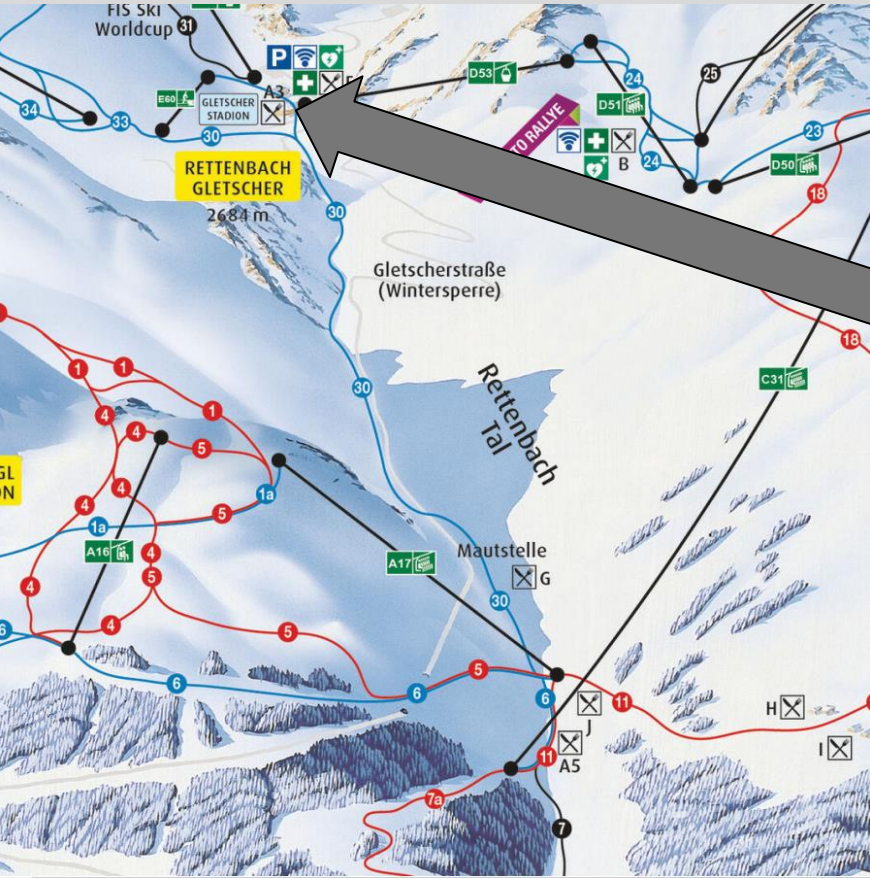 FIS Ski
Worldcup
31
P
E60
GLETSCHER
STADION
A3
34
33
30
RETTENBACH
GLETSCHER
2684 m
D53
24
D51
25
TO RALLYE
B
24
23
D50
18
30
Gletscherstraße
(Wintersperre)
18
C31
30
Rettenbach
Tal
1
1
4
1
4
5
4
4
5
1a
1a
A16
4
5
4
4
5
A17
Mautstelle
G
30
6
6
5
6
5
6
11
J
H
I
11
A5
7a
7